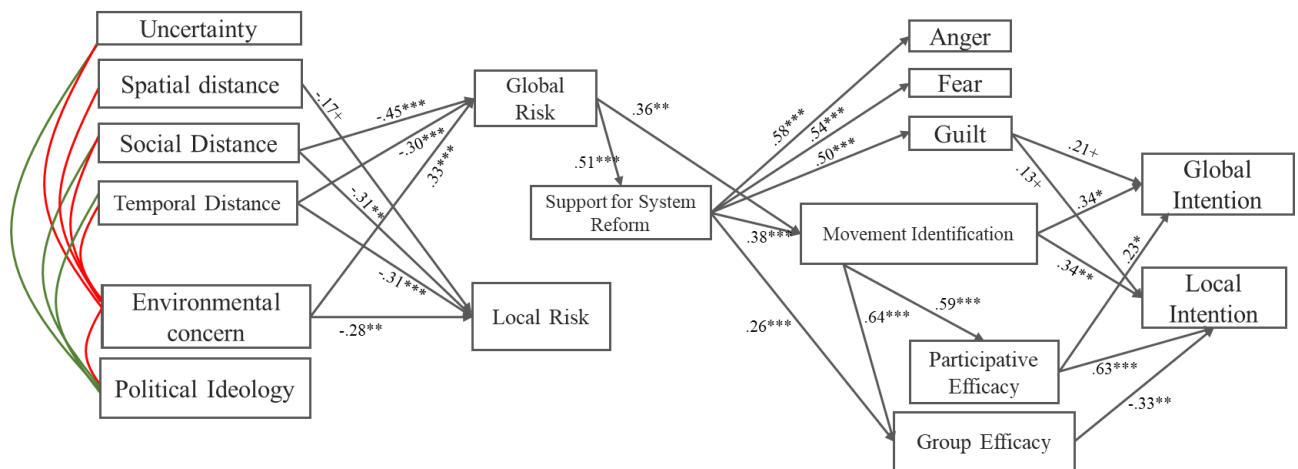 Uncertainty
Spatial distance
Social Distance
Temporal Distance
Environmental
concern
Political Ideology
-.17+
-.45***
-.30***
.33***
-.31**
-.31***
-.28**
Global
Risk
Local Risk
.36**
.51***
Support for System
Reform
.58***
.54***
.50***
.38***
.26***
Anger
Fear
Guilt
Movement Identification
.64***
.59***
Participative
Efficacy
Group Efficacy
.21+
.13+
.34*
.34**
.23*
.63***
-.33**
Global
Intention
Local
Intention